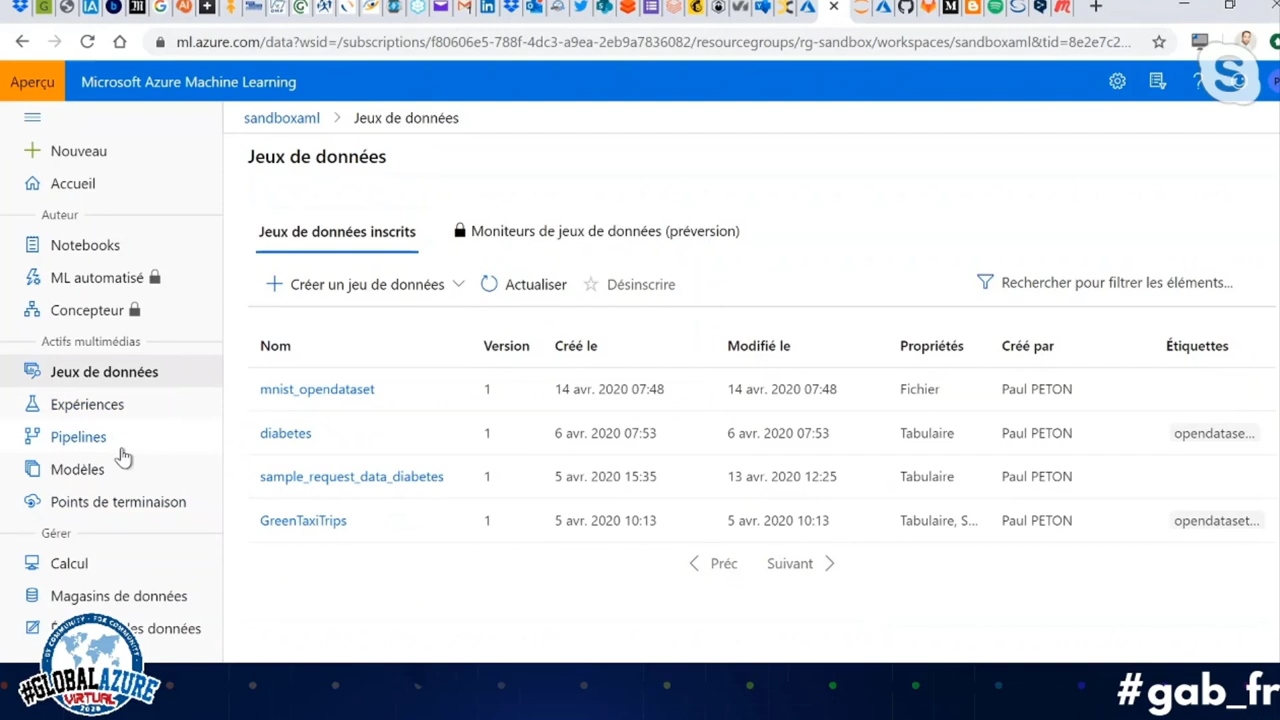 ml.azure.com/data?wsid=/subscriptions/f80606e5-788f-4dc3-a9ea-2eb9a7836082/resourcegroups/rg-sandbox/workspaces/sandboxaml&tid=8e2e7c2...
Aperçu
Microsoft Azure Machine Learning
sandboxaml > Jeux de données
Nouveau
Accueil
Auteur
Notebooks
ML automatisé
Concepteur
Actifs multimédias
Jeux de données
Expériences
Pipelines
Modèles
Points de terminaison
Gérer
Calcul
Magasins de données
les données
Jeux de données
Jeux de données inscrits
Moniteurs de jeux de données (préversion)
Créer un jeu de données
Actualiser
Désinscrire
Rechercher pour filtrer les éléments...
Nom Version Créé le Modifié le Propriétés Créé par Étiquettes
mnist_opendataset 1 14 avr. 2020 07:48 14 avr. 2020 07:48 Fichier Paul PETON
diabetes 1 6 avr. 2020 07:53 6 avr. 2020 07:53 Tabulaire Paul PETON opendatase...
sample_request_data_diabetes 1 5 avr. 2020 15:35 13 avr. 2020 12:25 Tabulaire Paul PETON
GreenTaxiTrips 1 5 avr. 2020 10:13 5 avr. 2020 10:13 Tabulaire, S... Paul PETON opendataset...
Préc Suivant
BY COMMUNITY - FOR COMMUNITY
#GLOBALAZURE
VIRTUAL
2020
#gab_fr